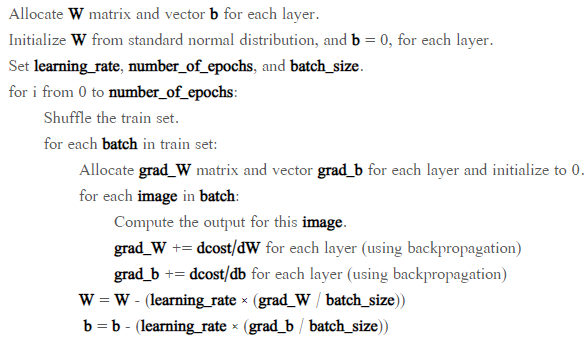 Allocate W matrix and vector b for each layer.
Initialize W from standard normal distribution, and b = 0, for each layer.
Set learning_rate, number_of_epochs, and batch_size.
for i from 0 to number_of_epochs:
Shuffle the train set.
for each batch in train set:
Allocate grad_W matrix and vector grad_b for each layer and initialize to 0.
for each image in batch:
Compute the output for this image.
grad_W += dcost/dW for each layer (using backpropagation)
grad_b += dcost/db for each layer (using backpropagation)
W = W - (learning_rate × (grad_W / batch_size))
b = b - (learning_rate × (grad_b / batch_size))